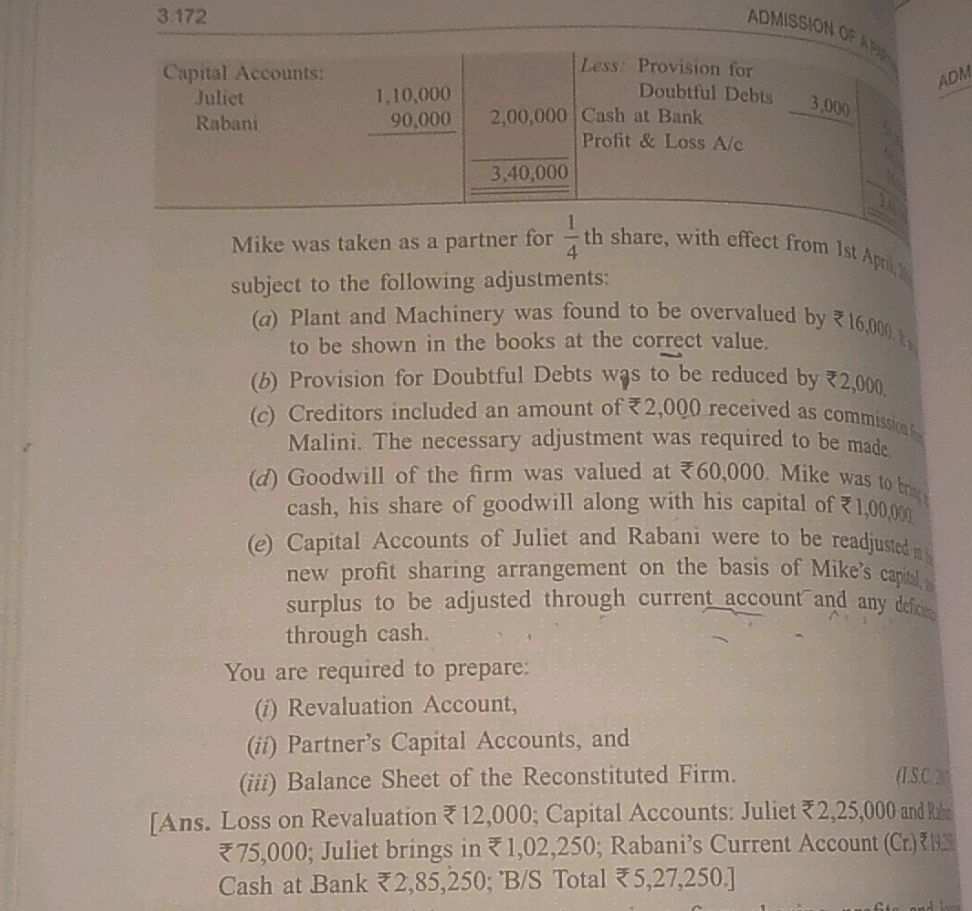 3.172
ADMISSION OF A
Capital Accounts:
Juliet 1,10,000
Rabani 90,000 2,00,000
3,40,000
Less: Provision for
Doubtful Debts 3,000
Cash at Bank
Profit & Loss A/c
ADM
Mike was taken as a partner for 1/4 th share, with effect from 1st April,
subject to the following adjustments:
(a) Plant and Machinery was found to be overvalued by ₹16,000.
to be shown in the books at the correct value.
(b) Provision for Doubtful Debts was to be reduced by ₹2,000.
(c) Creditors included an amount of ₹2,000 received as commission
Malini. The necessary adjustment was required to be made.
(d) Goodwill of the firm was valued at ₹60,000. Mike was to bring
cash, his share of goodwill along with his capital of ₹1,00,000.
(e) Capital Accounts of Juliet and Rabani were to be readjusted
new profit sharing arrangement on the basis of Mike's capital,
surplus to be adjusted through current account and any
through cash.
You are required to prepare:
(i) Revaluation Account,
(ii) Partner's Capital Accounts, and
(iii) Balance Sheet of the Reconstituted Firm.
(I.S.C.
[Ans. Loss on Revaluation ₹12,000; Capital Accounts: Juliet ₹2,25,000 and
₹75,000; Juliet brings in ₹1,02,250; Rabani's Current Account (Cr.)
Cash at Bank ₹2,85,250; B/S Total ₹5,27,250.]